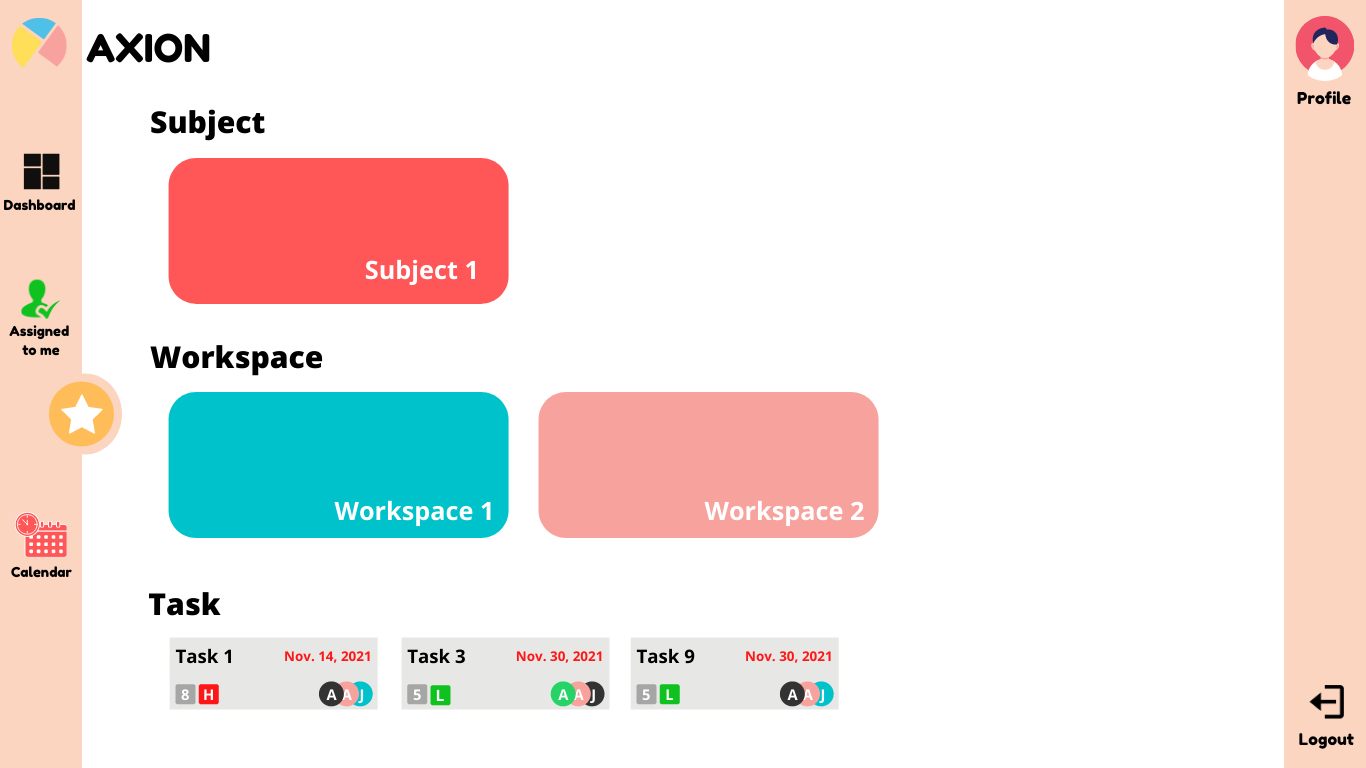 AXION
Profile
Subject
Dashboard
Subject 1
Assigned
to me
Workspace
Workspace 1
Workspace 2
Calendar
Task
Task 1 Nov. 14, 2021
8 H A A J
Task 3 Nov. 30, 2021
5 L A A J
Task 9 Nov. 30, 2021
5 L A A J
Logout